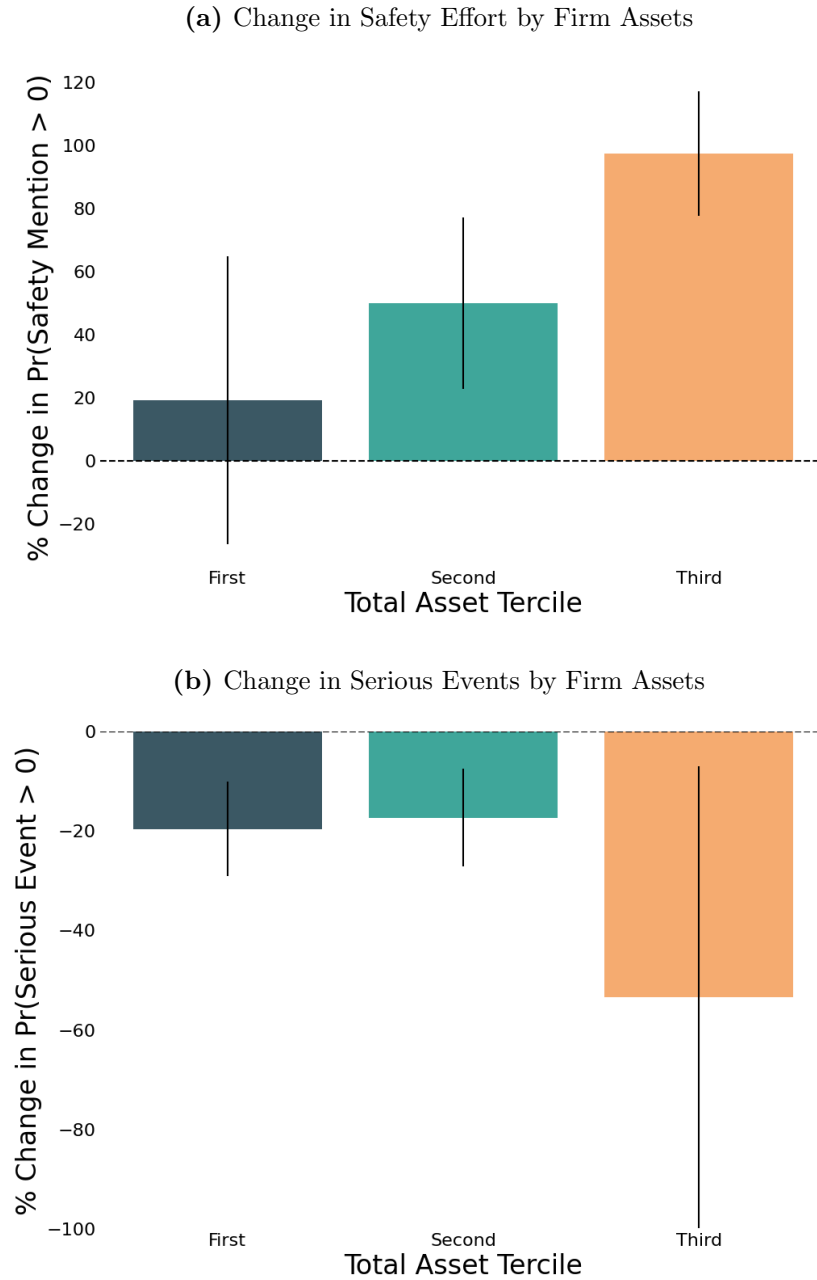 (a) Change in Safety Effort by Firm Assets
% Change in Pr(Safety Mention > 0)
120
100
80
60
40
20
0
−20
First Second Third
Total Asset Tercile
(b) Change in Serious Events by Firm Assets
% Change in Pr(Serious Event > 0)
0
−20
−40
−60
−80
−100
First Second Third
Total Asset Tercile